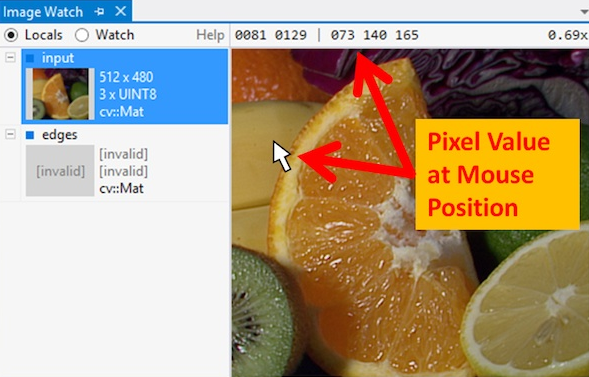 Image Watch
Locals Watch Help
0081 0129 | 073 140 165 0.69x
input
512 x 480
3 x UINT8
cv::Mat
edges
[invalid]
[invalid]
[invalid]
cv::Mat
Pixel Value
at Mouse
Position